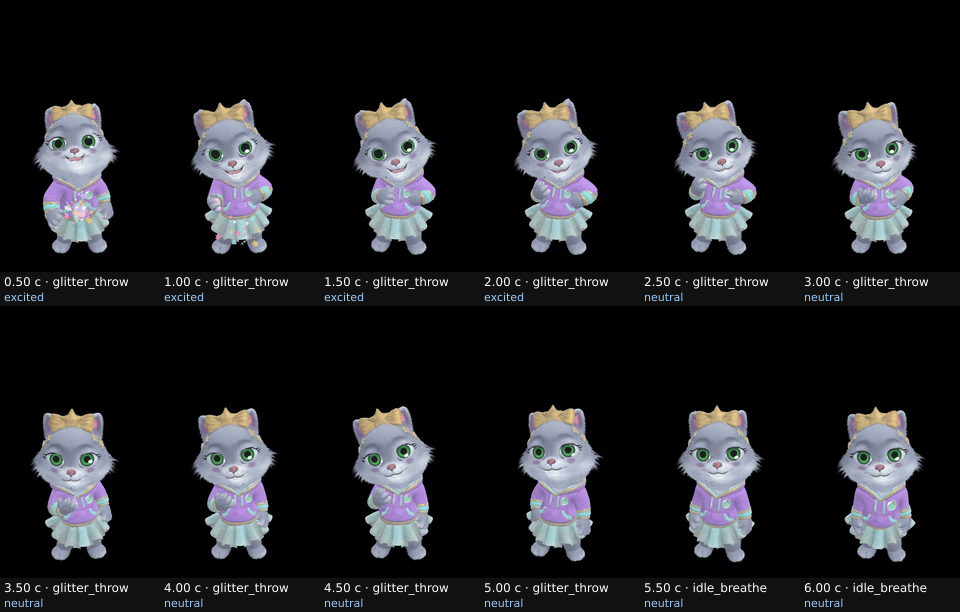 0.50 c · glitter_throw
excited
1.00 c · glitter_throw
excited
1.50 c · glitter_throw
excited
2.00 c · glitter_throw
excited
2.50 c · glitter_throw
neutral
3.00 c · glitter_throw
neutral
3.50 c · glitter_throw
neutral
4.00 c · glitter_throw
neutral
4.50 c · glitter_throw
neutral
5.00 c · glitter_throw
neutral
5.50 c · idle_breathe
neutral
6.00 c · idle_breathe
neutral